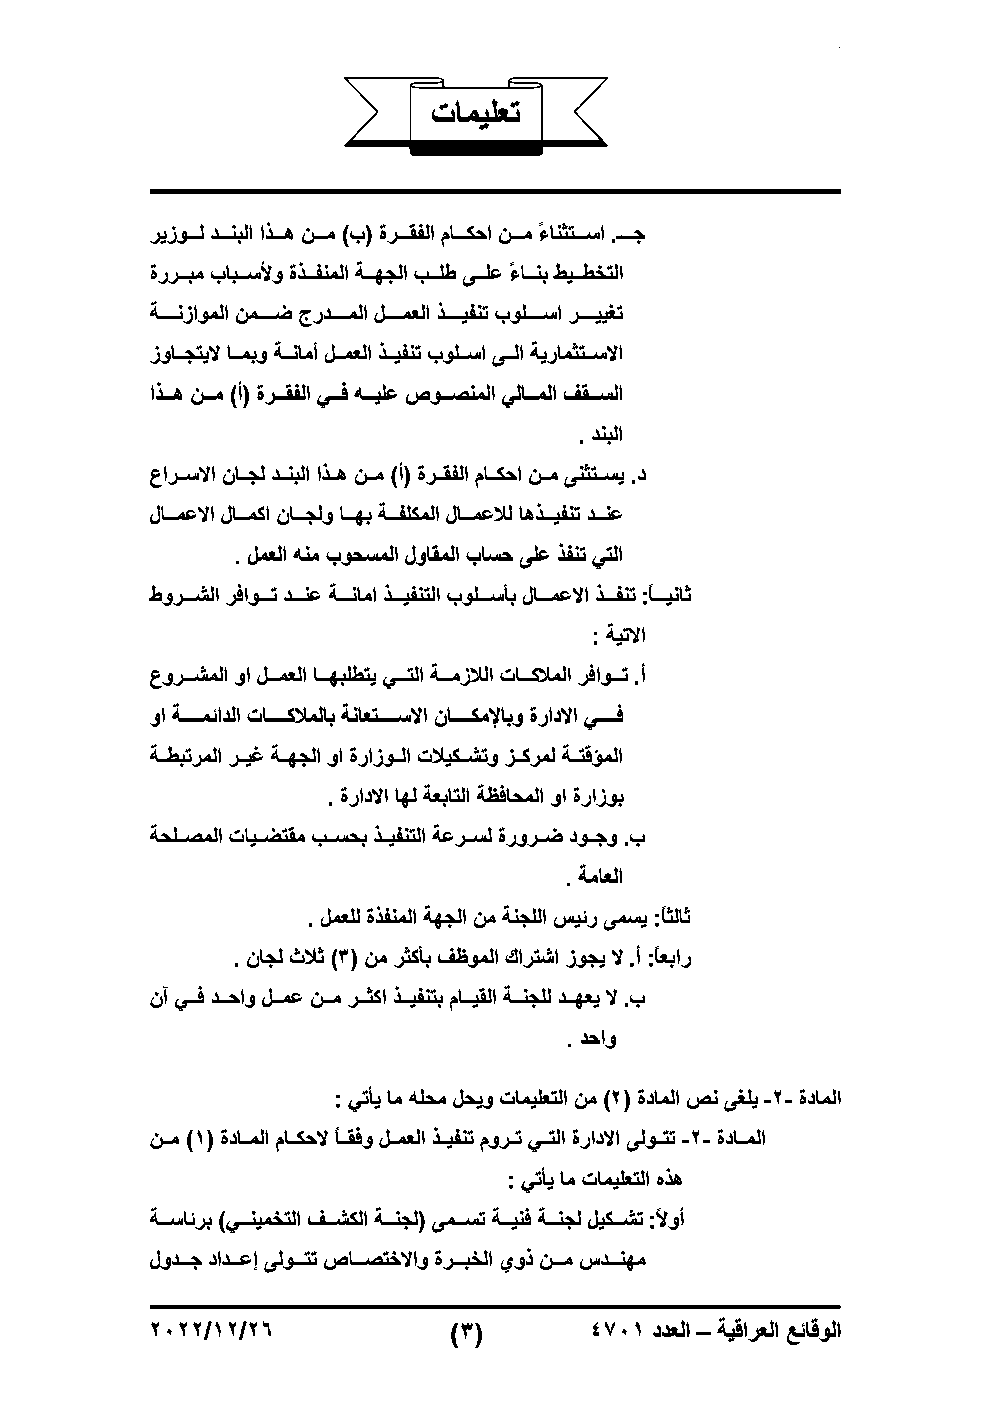 تعليمات
جـ. استثناءً من احكام الفقرة (ب) من هذا البند لوزير
التخطيط بناءً على طلب الجهة المنفذة ولأسباب مبررة
تغيير اسلوب تنفيذ العمل المدرج ضمن الموازنة
الاستثمارية الى اسلوب تنفيذ العمل أمانة وبما لايتجاوز
السقف المالي المنصوص عليه في الفقرة (أ) من هذا
البند .
د. يستثنى من احكام الفقرة (أ) من هذا البند لجان الاسراع
عند تنفيذها للاعمال المكلفة بها ولجان اكمال الاعمال
التي تنفذ على حساب المقاول المسحوب منه العمل .
ثانياً: تنفذ الاعمال بأسلوب التنفيذ امانة عند توافر الشروط
الاتية :
أ. توافر الملاكات اللازمة التي يتطلبها العمل او المشروع
في الادارة وبالإمكان الاستعانة بالملاكات الدائمة او
المؤقتة لمركز وتشكيلات الوزارة او الجهة غير المرتبطة
بوزارة او المحافظة التابعة لها الادارة .
ب. وجود ضرورة لسرعة التنفيذ بحسب مقتضيات المصلحة
العامة .
ثالثاً: يسمى رئيس اللجنة من الجهة المنفذة للعمل .
رابعاً: أ. لا يجوز اشتراك الموظف بأكثر من (٣) ثلاث لجان .
ب. لا يعهد للجنة القيام بتنفيذ اكثر من عمل واحد في آن
واحد .
المادة -٢- يلغى نص المادة (٢) من التعليمات ويحل محله ما يأتي :
المادة -٢- تتولى الادارة التي تروم تنفيذ العمل وفقاً لاحكام المادة (١) من
هذه التعليمات ما يأتي :
أولاً: تشكيل لجنة فنية تسمى (لجنة الكشف التخميني) برئاسة
مهندس من ذوي الخبرة والاختصاص تتولى إعداد جدول
الوقائع العراقية – العدد ٤٧٠١ (٣) ٢٠٢٢/١٢/٢٦